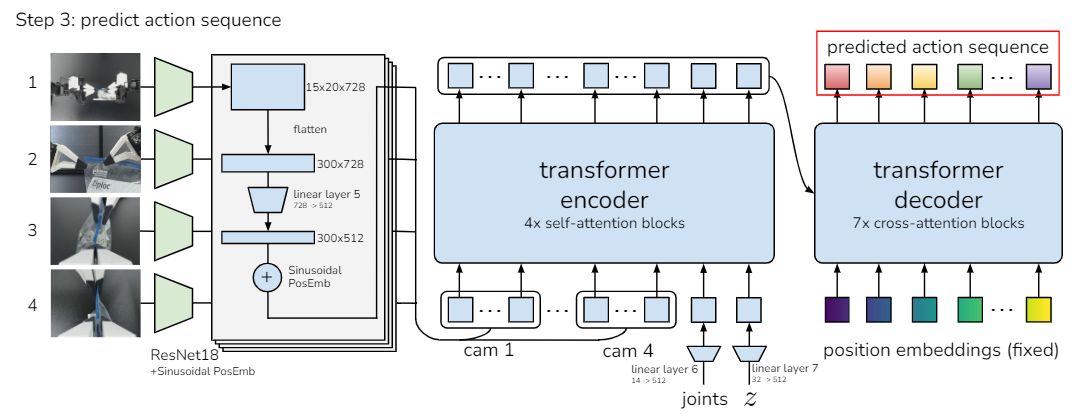 Step 3: predict action sequence
1
2
3
4
Ziploc
ResNet18
+Sinusoidal PosEmb
15x20x728
flatten
300x728
linear layer 5
728 -> 512
300x512
+
Sinusoidal
PosEmb
transformer
encoder
4x self-attention blocks
cam 1
cam 4
linear layer 6
14 -> 512
joints
linear layer 7
32 -> 512
z
predicted action sequence
transformer
decoder
7x cross-attention blocks
position embeddings (fixed)